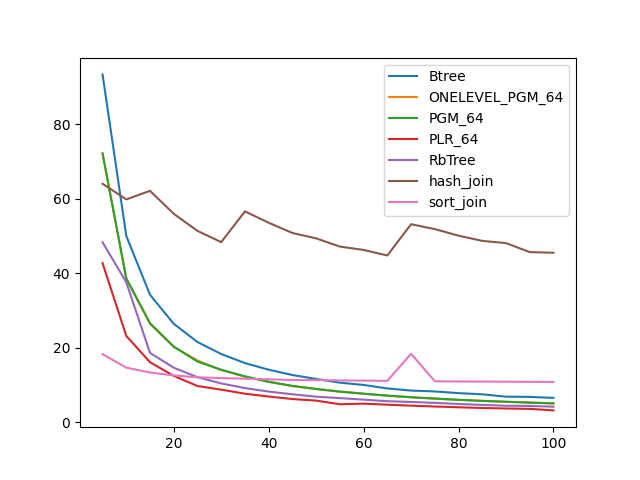 Btree
ONELEVEL_PGM_64
PGM_64
PLR_64
RbTree
hash_join
sort_join
80
60
40
20
0
20 40 60 80 100